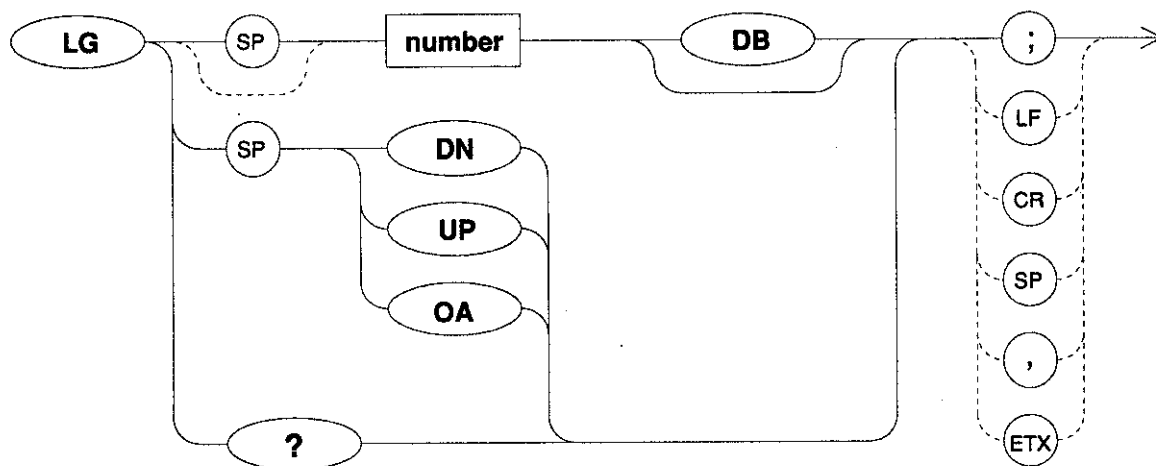 LG SP number DB ;
LF
SP DN
CR
UP
SP
OA
,
? ETX